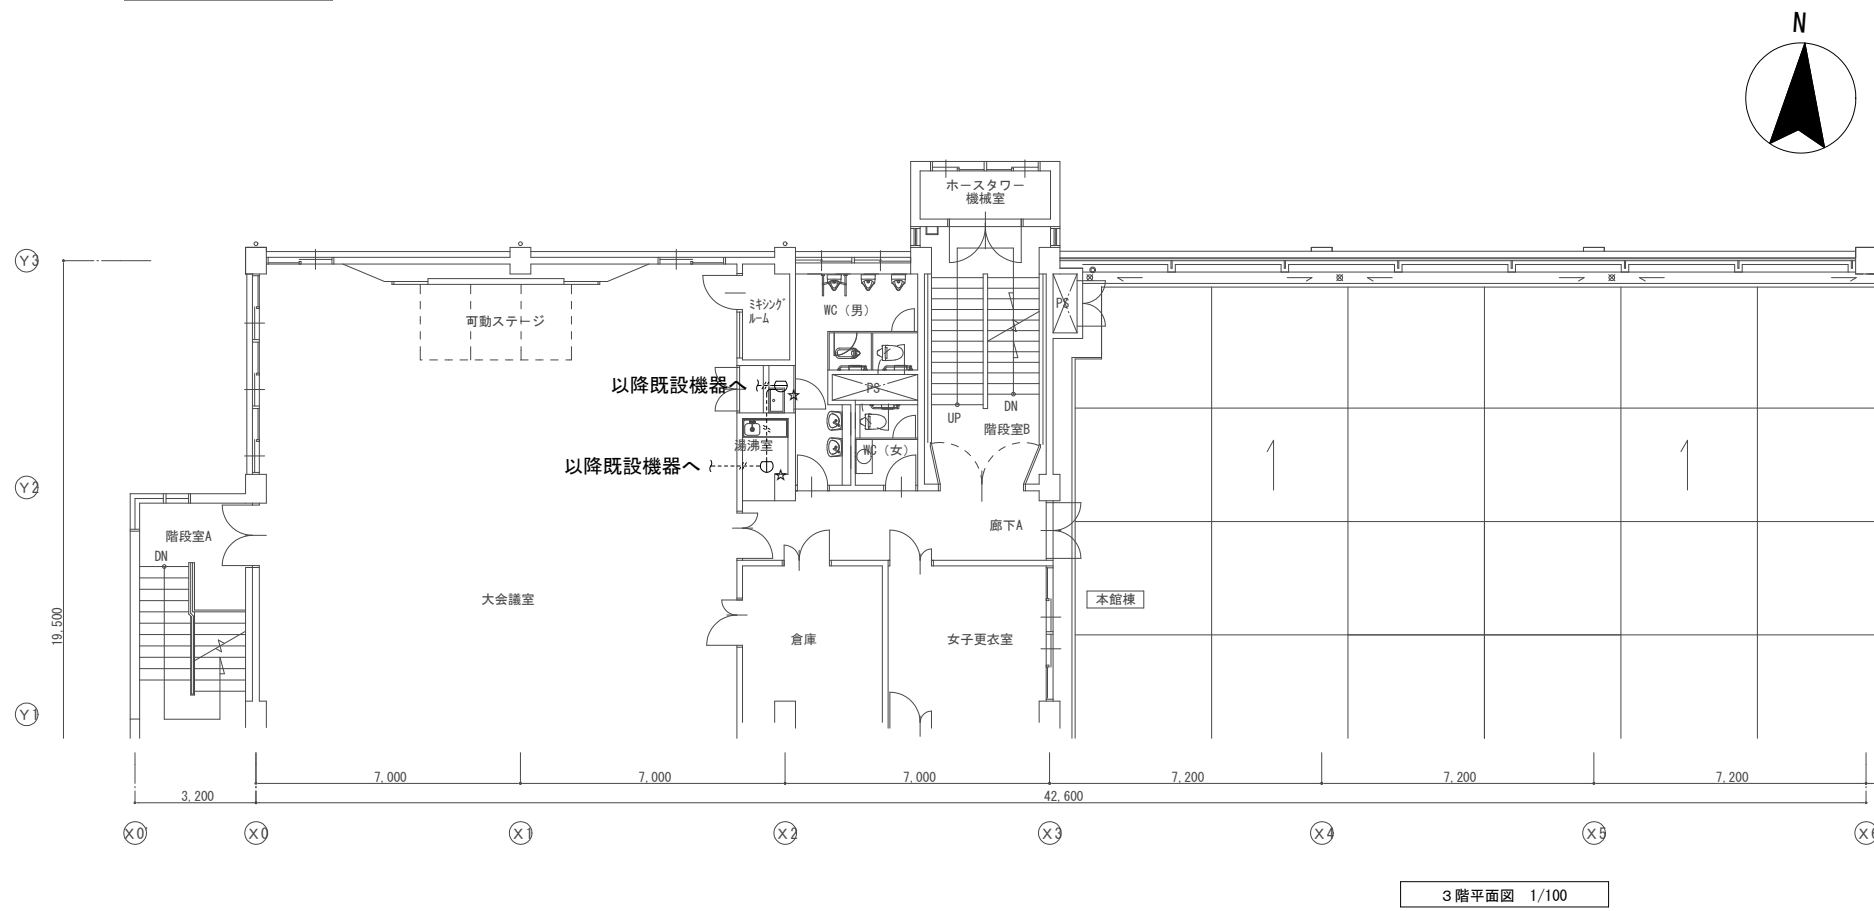 N
ホースタワー
機械室
Y3
ﾐｷｼﾝｸﾞ
ﾙｰﾑ
WC（男）
PS
可動ステージ
以降既設機器へ
PS
UP
DN
階段室B
湯沸室
WC（女）
以降既設機器へ
Y2
階段室A
DN
廊下A
大会議室
本館棟
19,500
倉庫
女子更衣室
Y1
7,000
7,000
7,000
7,200
7,200
7,200
3,200
42,600
X0'
X0
X1
X2
X3
X4
X5
X6
３階平面図　1/100